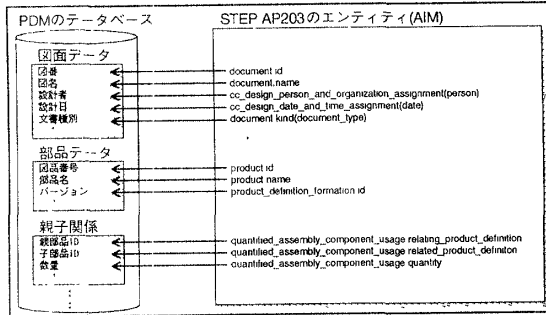 PDMのデータベース
STEP AP203のエンティティ(AIM)
図面データ
図番
document id
図名
document.name
設計者
cc_design_person_and_organization_assignment(person)
設計日
cc_design_date_and_time_assignment(date)
文書種別
document kind(document_type)
部品データ
図品番号
product id
部品名
product name
バージョン
product_definition_formation id
親子関係
親部品ID
quantified_assembly_component_usage relating_product_definition
子部品ID
quantified_assembly_component_usage related_product_definiton
数量
quantified_assembly_component_usage quantity